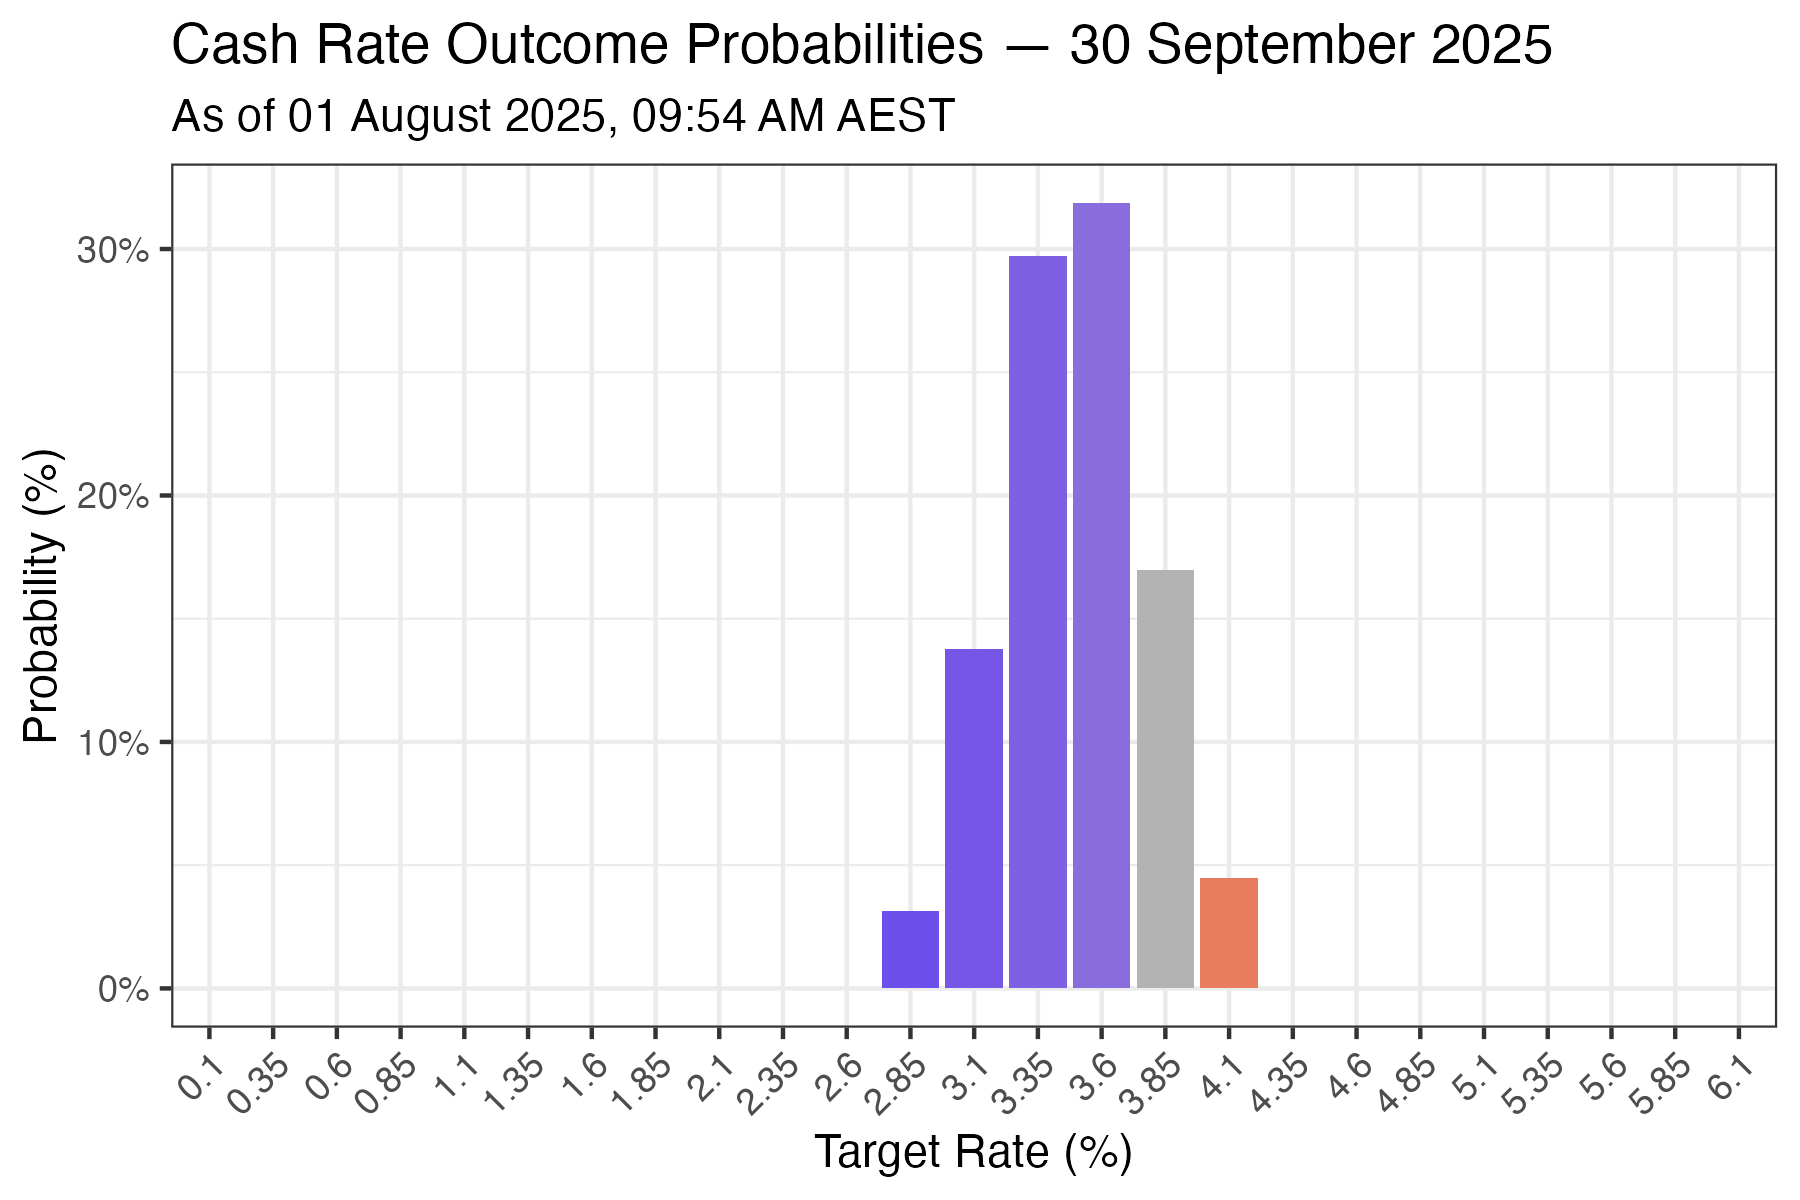 Cash Rate Outcome Probabilities — 30 September 2025
As of 01 August 2025, 09:54 AM AEST
Probability (%)
30%
20%
10%
0%
0.1 0.35 0.6 0.85 1.1 1.35 1.6 1.85 2.1 2.35 2.6 2.85 3.1 3.35 3.6 3.85 4.1 4.35 4.6 4.85 5.1 5.35 5.6 5.85 6.1
Target Rate (%)